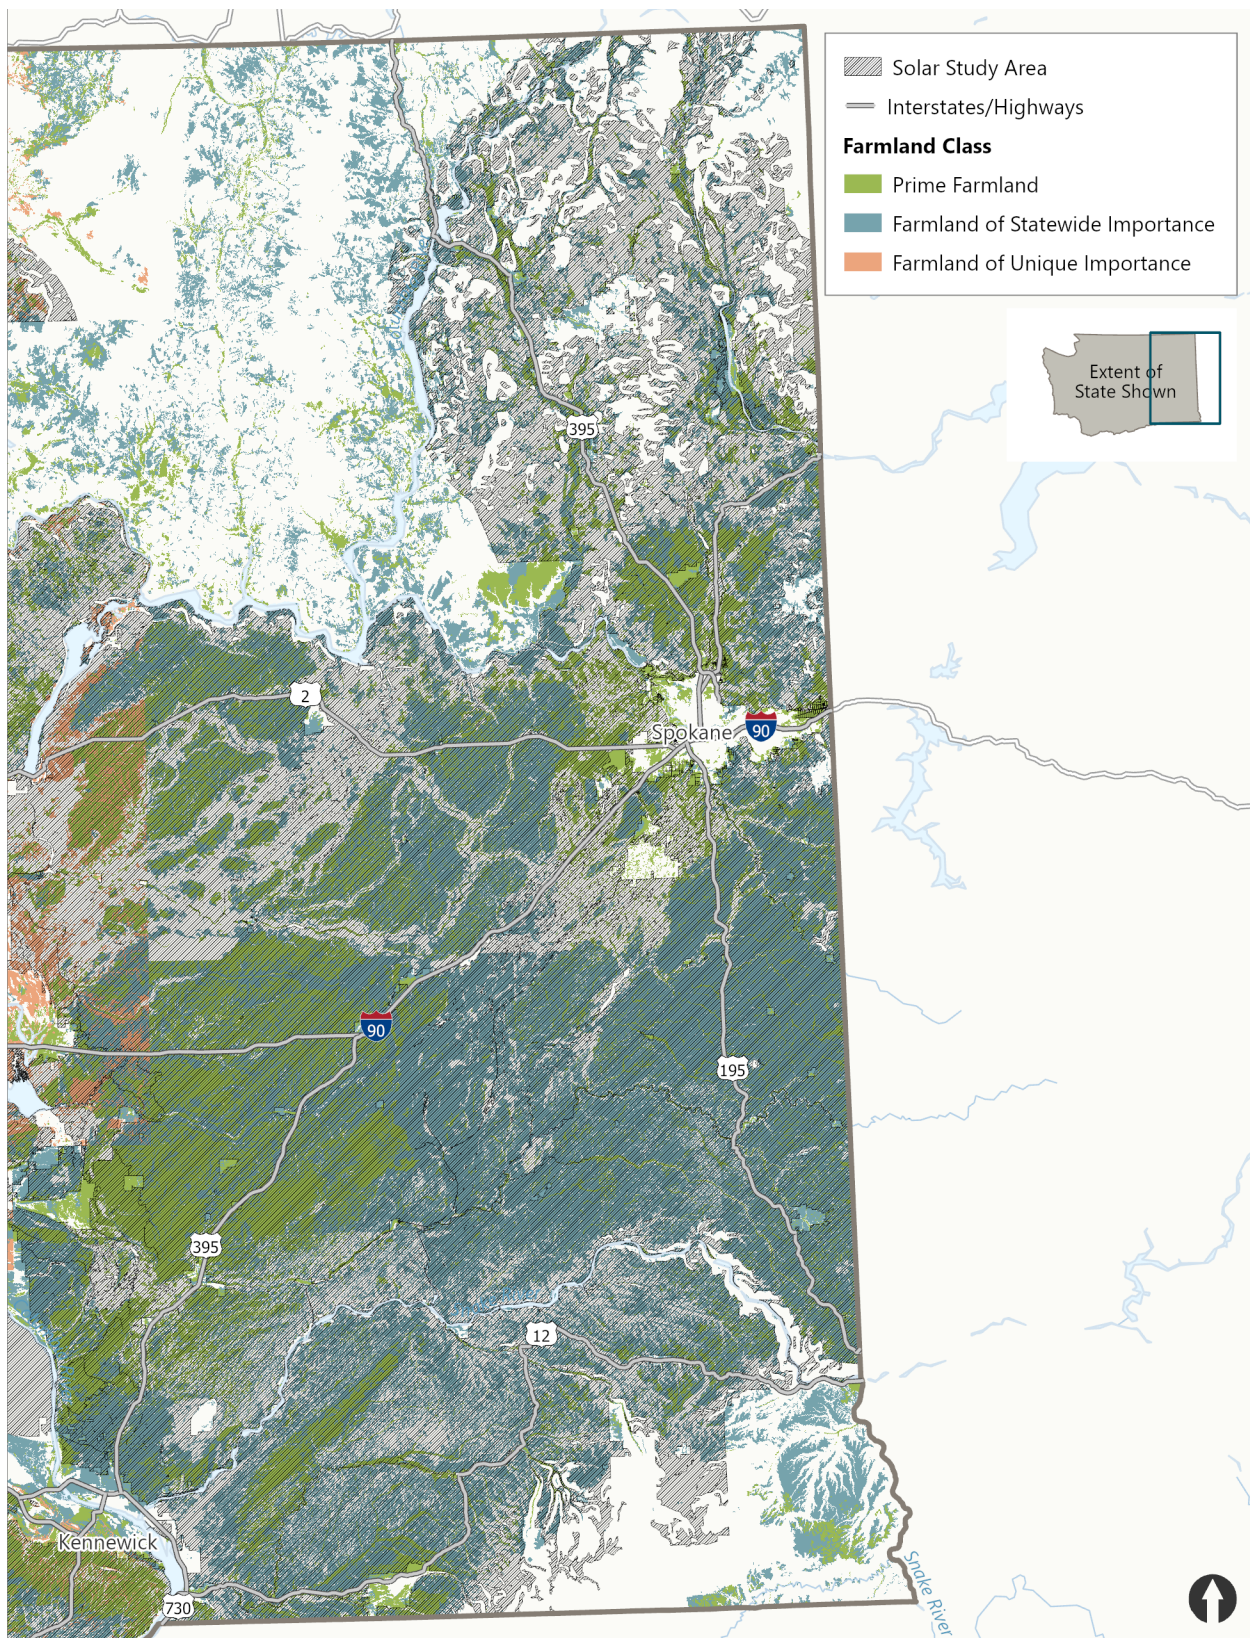 Solar Study Area
Interstates/Highways
Farmland Class
Prime Farmland
Farmland of Statewide Importance
Farmland of Unique Importance
Extent of
State Shown
395
2
Spokane
90
90
195
395
12
Kennewick
730
Snake River